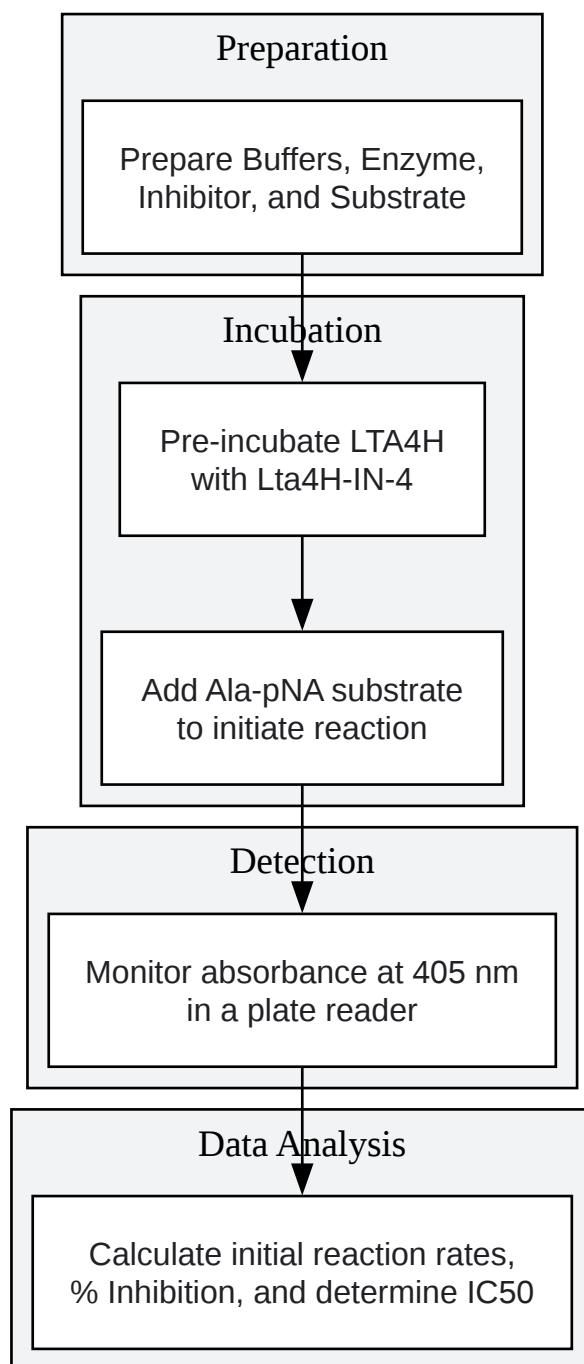 Preparation
Prepare Buffers, Enzyme,
Inhibitor, and Substrate
Incubation
Pre-incubate LTA4H
with Lta4H-IN-4
Add Ala-pNA substrate
to initiate reaction
Detection
Monitor absorbance at 405 nm
in a plate reader
Data Analysis
Calculate initial reaction rates,
% Inhibition, and determine IC50